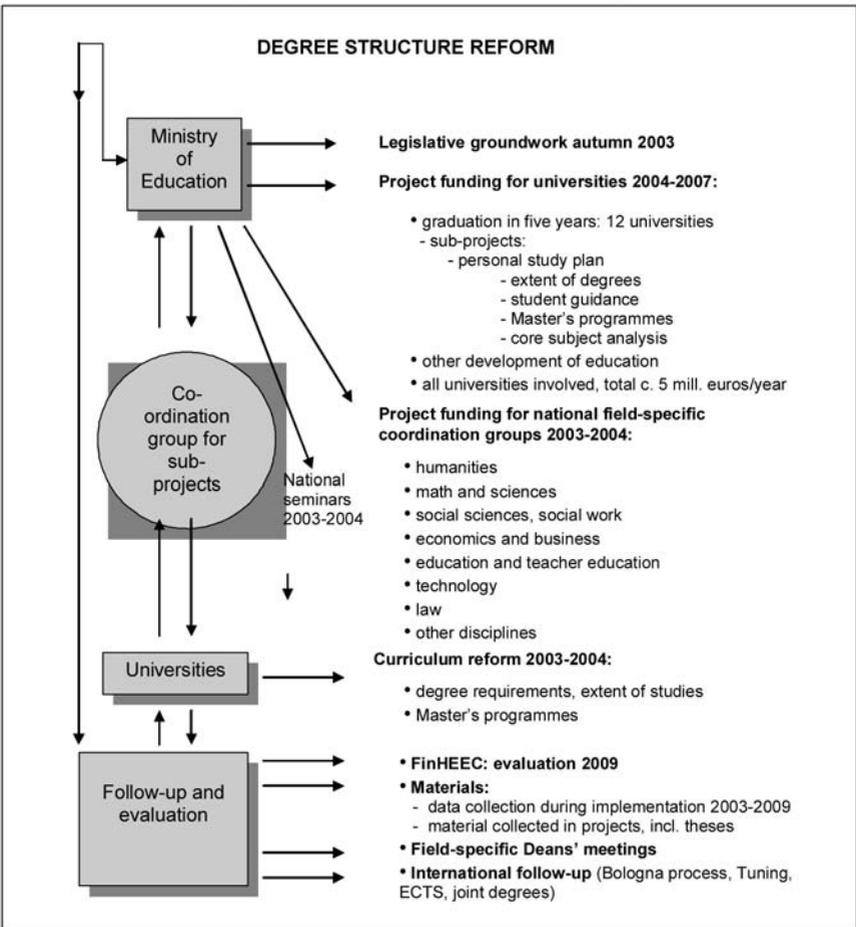 DEGREE STRUCTURE REFORM
Ministry
of
Education
Legislative groundwork autumn 2003
Project funding for universities 2004-2007:
• graduation in five years: 12 universities
- sub-projects:
- personal study plan
- extent of degrees
- student guidance
- Master's programmes
- core subject analysis
• other development of education
• all universities involved, total c. 5 mill. euros/year
Co-
ordination
group for
sub-
projects
National
seminars
2003-2004
Project funding for national field-specific
coordination groups 2003-2004:
• humanities
• math and sciences
• social sciences, social work
• economics and business
• education and teacher education
• technology
• law
• other disciplines
Universities
Curriculum reform 2003-2004:
• degree requirements, extent of studies
• Master's programmes
Follow-up and
evaluation
• FinHEEC: evaluation 2009
• Materials:
- data collection during implementation 2003-2009
- material collected in projects, incl. theses
• Field-specific Deans' meetings
• International follow-up (Bologna process, Tuning,
ECTS, joint degrees)